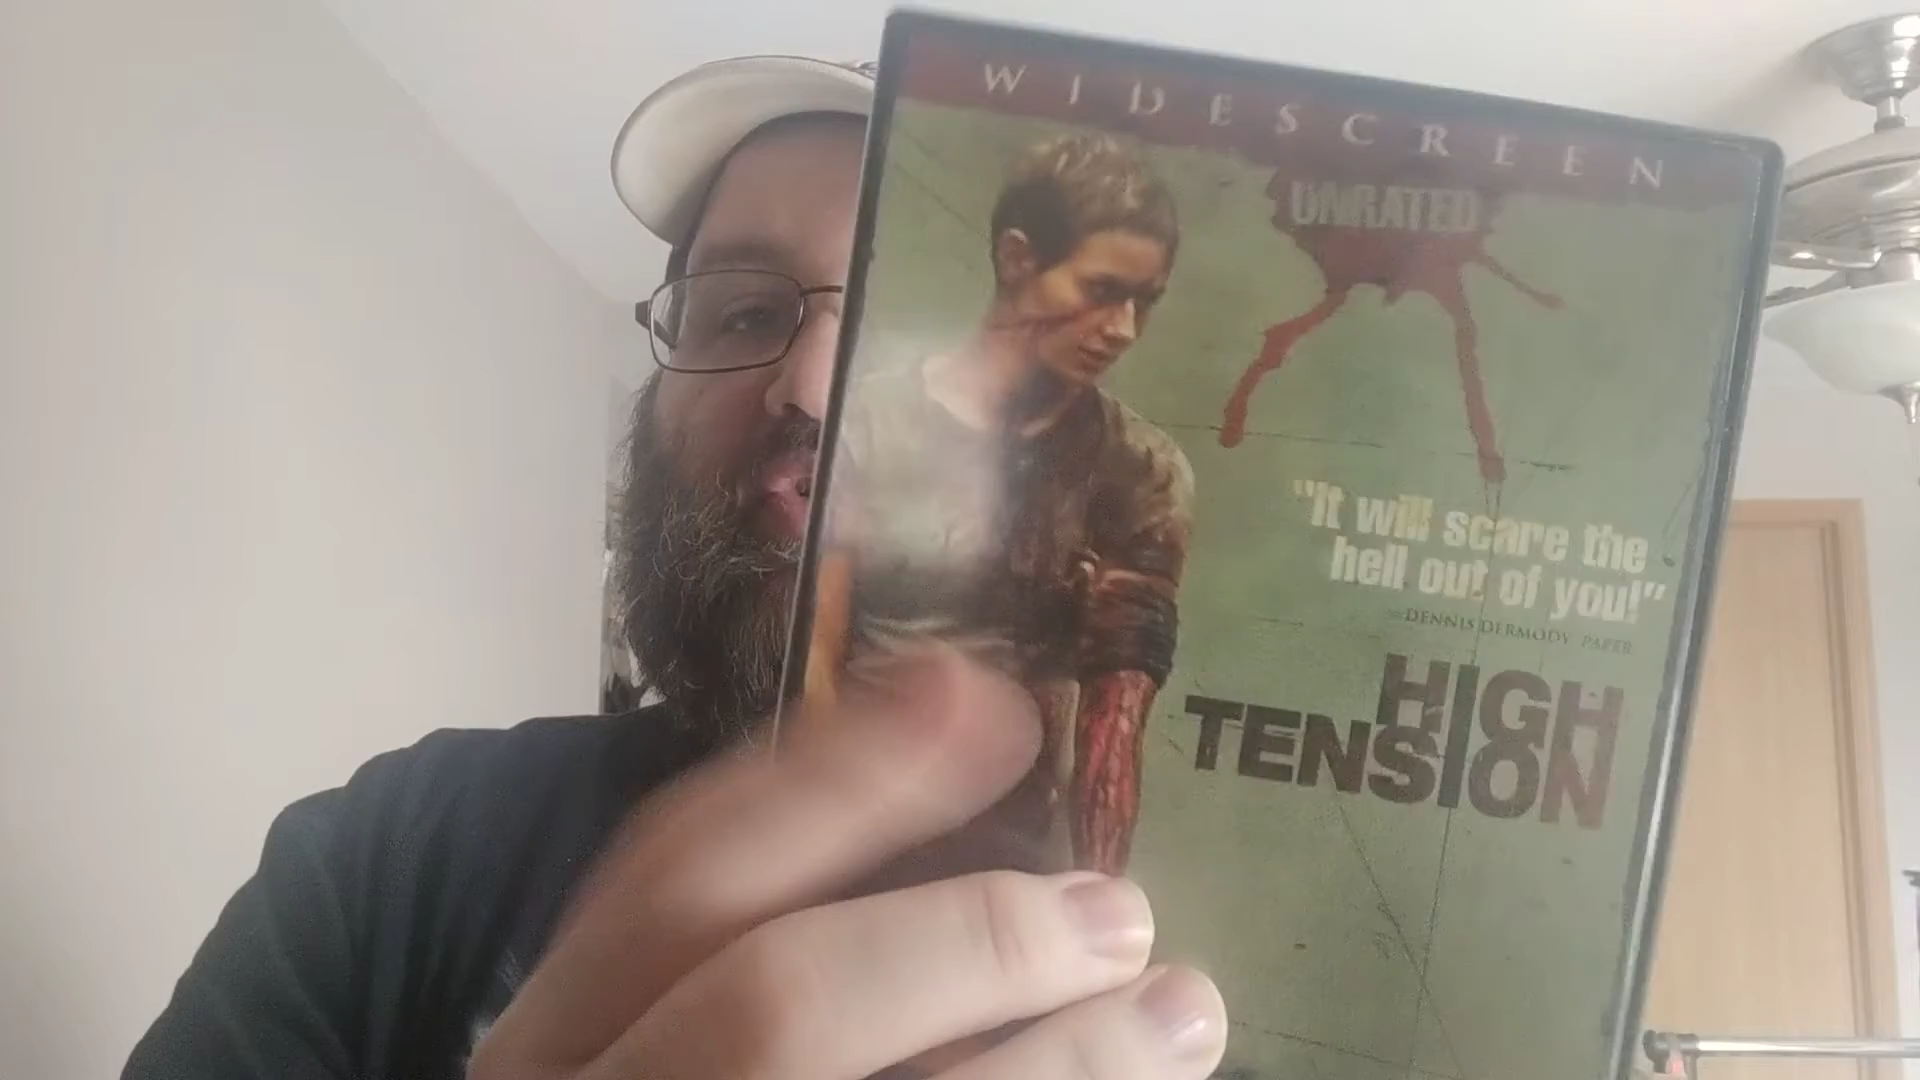 WIDESCREEN
UNRATED
"It will scare the
hell out of you!"
—DENNIS DERMODY PAPER
HIGH
TENSION